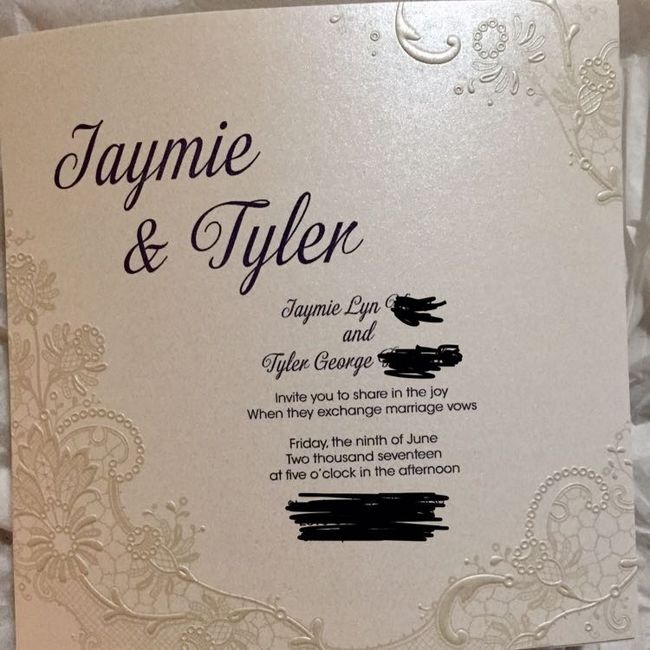 Jaymie
& Tyler
Jaymie Lyn
and
Tyler George
Invite you to share in the joy
When they exchange marriage vows
Friday, the ninth of June
Two thousand seventeen
at five o'clock in the afternoon